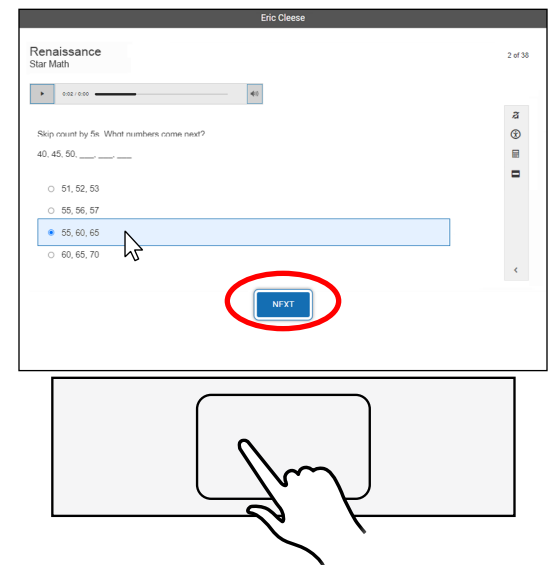 Eric Cleese
Renaissance
Star Math
2 of 38
0:02 / 0:00
Skip count by 5s. What numbers come next?
40, 45, 50, ___, ___, ___
51, 52, 53
55, 56, 57
55, 60, 65
60, 65, 70
NEXT